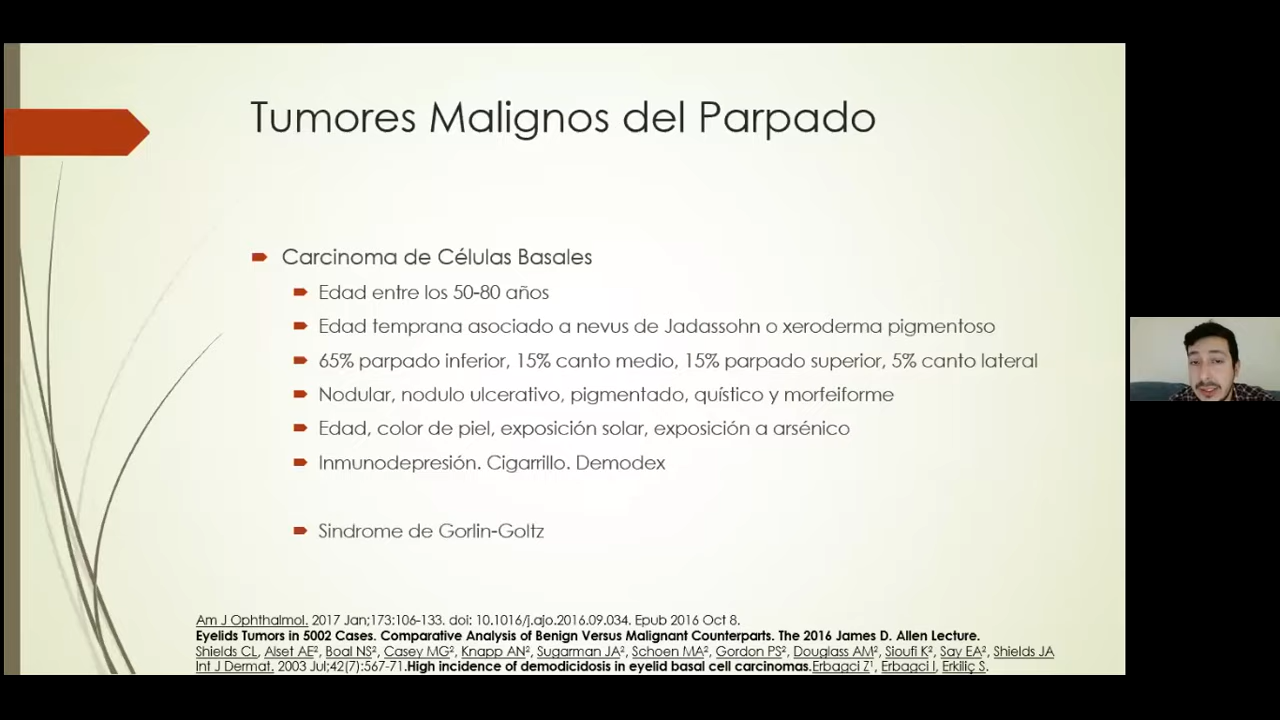 Tumores Malignos del Parpado
Carcinoma de Células Basales
Edad entre los 50-80 años
Edad temprana asociado a nevus de Jadassohn o xeroderma pigmentoso
65% parpado inferior, 15% canto medio, 15% parpado superior, 5% canto lateral
Nodular, nodulo ulcerativo, pigmentado, quístico y morfeiforme
Edad, color de piel, exposición solar, exposición a arsénico
Inmunodepresión. Cigarrillo. Demodex
Sindrome de Gorlin-Goltz
Am J Ophthalmol. 2017 Jan;173:106-133. doi: 10.1016/j.ajo.2016.09.034. Epub 2016 Oct 8.
Eyelids Tumors in 5002 Cases. Comparative Analysis of Benign Versus Malignant Counterparts. The 2016 James D. Allen Lecture.
Shields CL, Alset AE², Boal NS², Casey MG², Knapp AN², Sugarman JA², Schoen MA², Gordon PS², Douglass AM², Sioufi K², Say EA², Shields JA
Int J Dermat. 2003 Jul;42(7):567-71.High incidence of demodicidosis in eyelid basal cell carcinomas.Erbagci Z¹, Erbagci I, Erkiliç S.